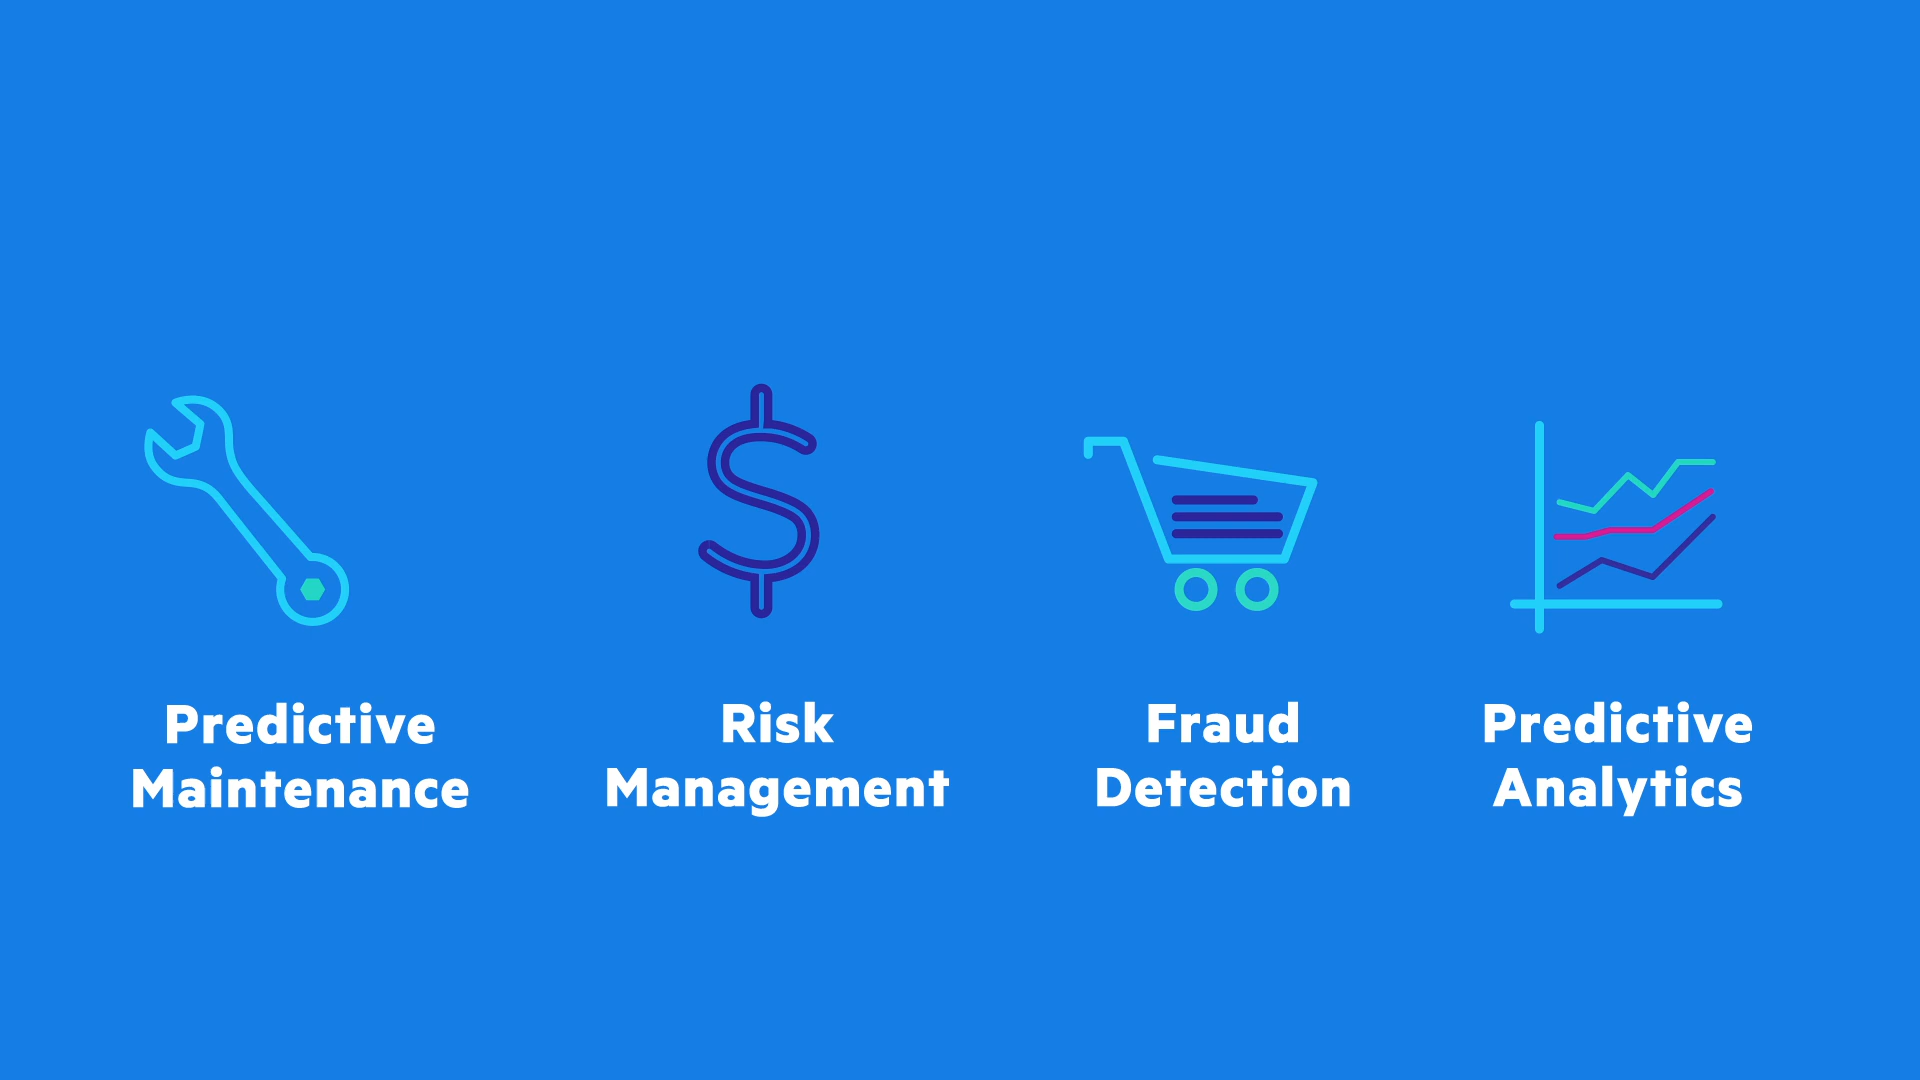 Predictive
Maintenance
Risk
Management
Fraud
Detection
Predictive
Analytics